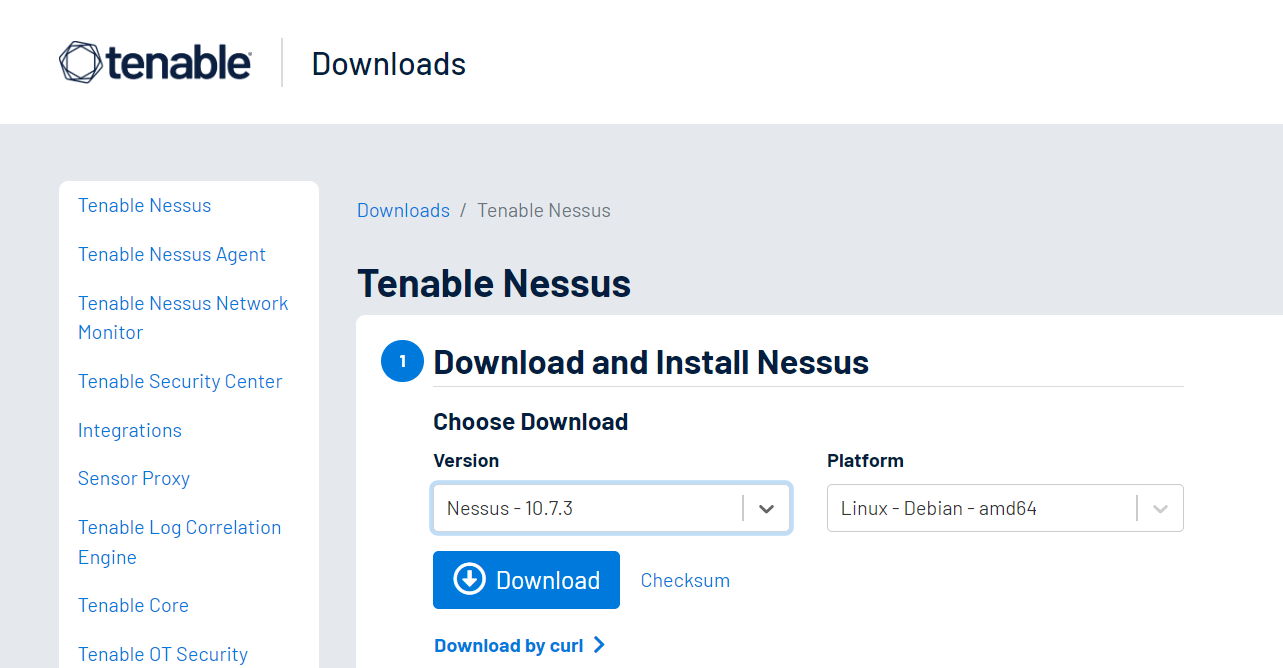 tenable
Downloads
Tenable Nessus
Tenable Nessus Agent
Tenable Nessus Network
Monitor
Tenable Security Center
Integrations
Sensor Proxy
Tenable Log Correlation
Engine
Tenable Core
Tenable OT Security
Downloads / Tenable Nessus
Tenable Nessus
1 Download and Install Nessus
Choose Download
Version Platform
Nessus - 10.7.3 Linux - Debian - amd64
Download Checksum
Download by curl